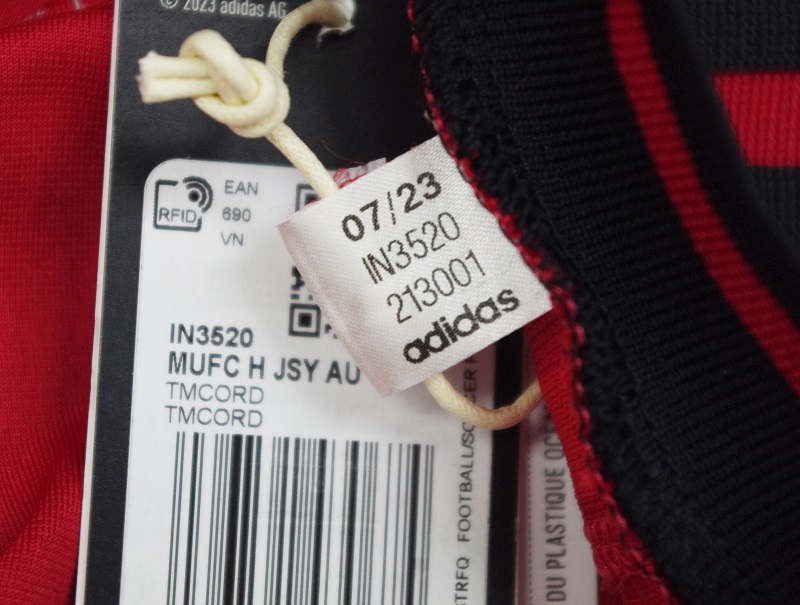 © 2023 adidas AG
RFID
EAN
690
VN
07/23
IN3520
213001
adidas
IN3520
MUFC H JSY AU
TMCORD
TMCORD
FOOTBALL/SOCCER
DU PLASTIQUE